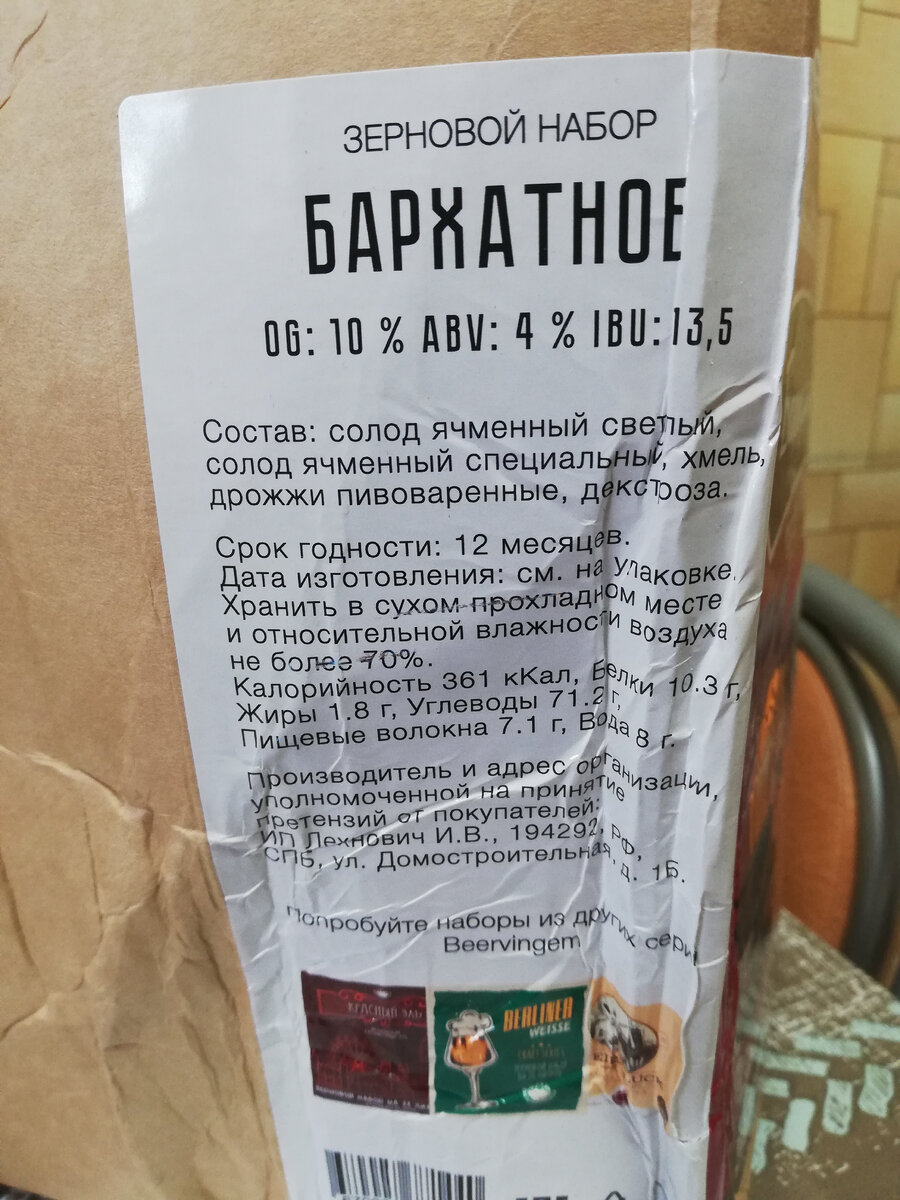 ЗЕРНОВОЙ НАБОР
БАРХАТНОЕ
OG: 10 % ABV: 4 % IBU: 13,5
Состав: солод ячменный светлый,
солод ячменный специальный, хмель,
дрожжи пивоваренные, декстроза.
Срок годности: 12 месяцев.
Дата изготовления: см. на упаковке.
Хранить в сухом прохладном месте
и относительной влажности воздуха
не более 70%.
Калорийность 361 кКал, Белки 10.3 г,
Жиры 1.8 г, Углеводы 71.2 г,
Пищевые волокна 7.1 г, Вода 8 г.
Производитель и адрес организации,
уполномоченной на принятие
претензий от покупателей:
ИП Лехнович И.В., 194292, РФ,
СПб, ул. Домостроительная, д. 1Б.
Попробуйте наборы из других серий
Beervingem
КРАСНЫЙ ЭЛЬ
BERLINER
WEISSE